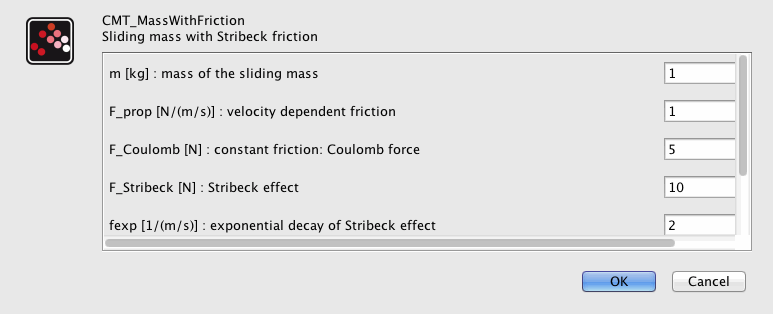 CMT_MassWithFriction
Sliding mass with Stribeck friction
m [kg] : mass of the sliding mass 1
F_prop [N/(m/s)] : velocity dependent friction 1
F_Coulomb [N] : constant friction: Coulomb force 5
F_Stribeck [N] : Stribeck effect 10
fexp [1/(m/s)] : exponential decay of Stribeck effect 2
OK Cancel